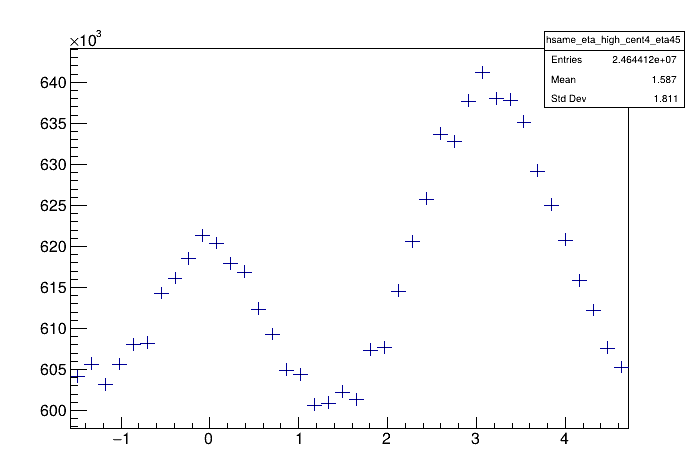 ×10³
hsame_eta_high_cent4_eta45
Entries 2.464412e+07
Mean 1.587
Std Dev 1.811
640
635
630
625
620
615
610
605
600
−1 0 1 2 3 4